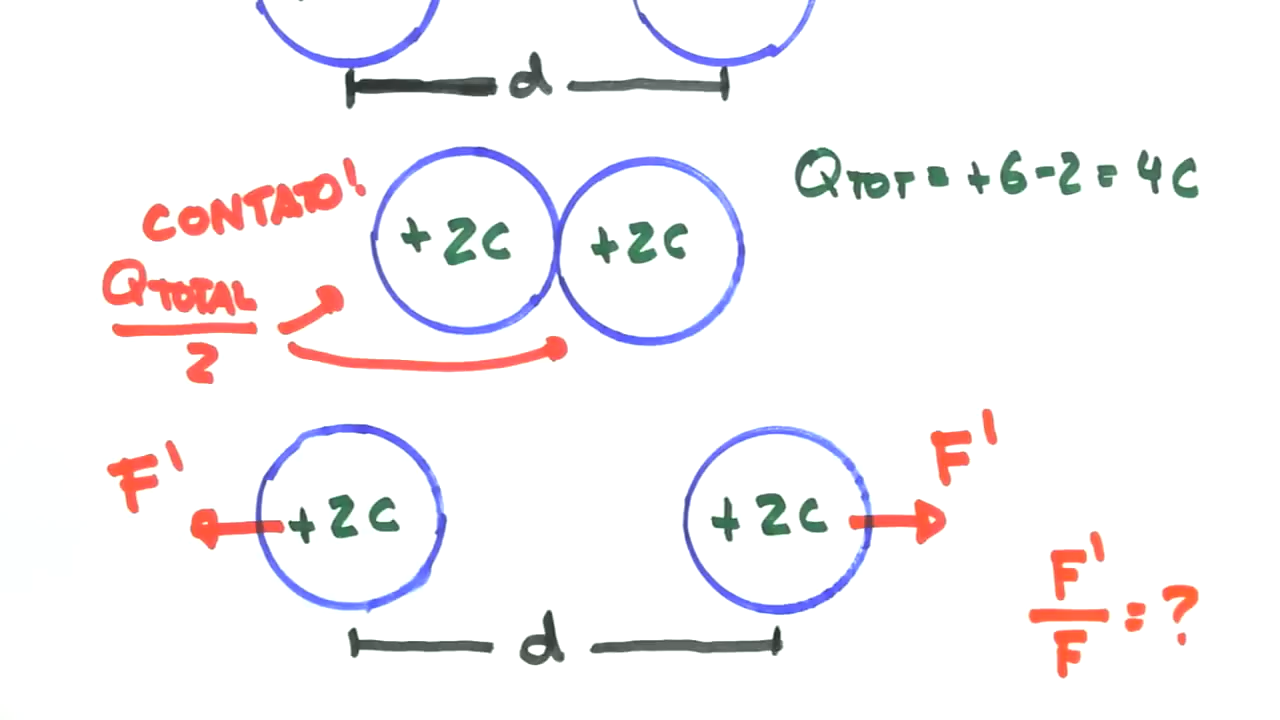 d
CONTATO!
+2C
+2C
QTOT = +6-2 = 4C
QTOTAL
2
F'
+2C
+2C
F'
d
F'
F
= ?